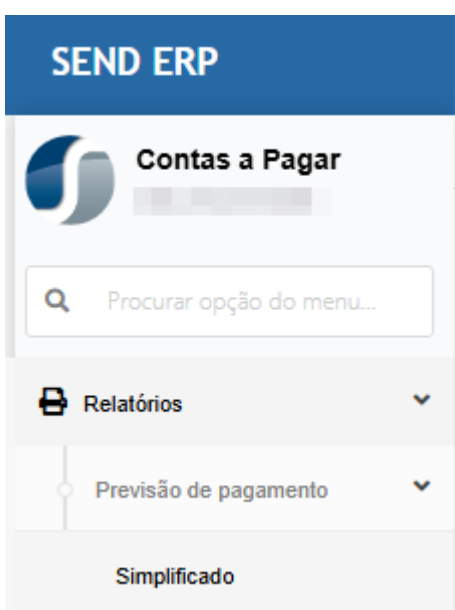 SEND ERP
Contas a Pagar
Procurar opção do menu...
Relatórios
Previsão de pagamento
Simplificado